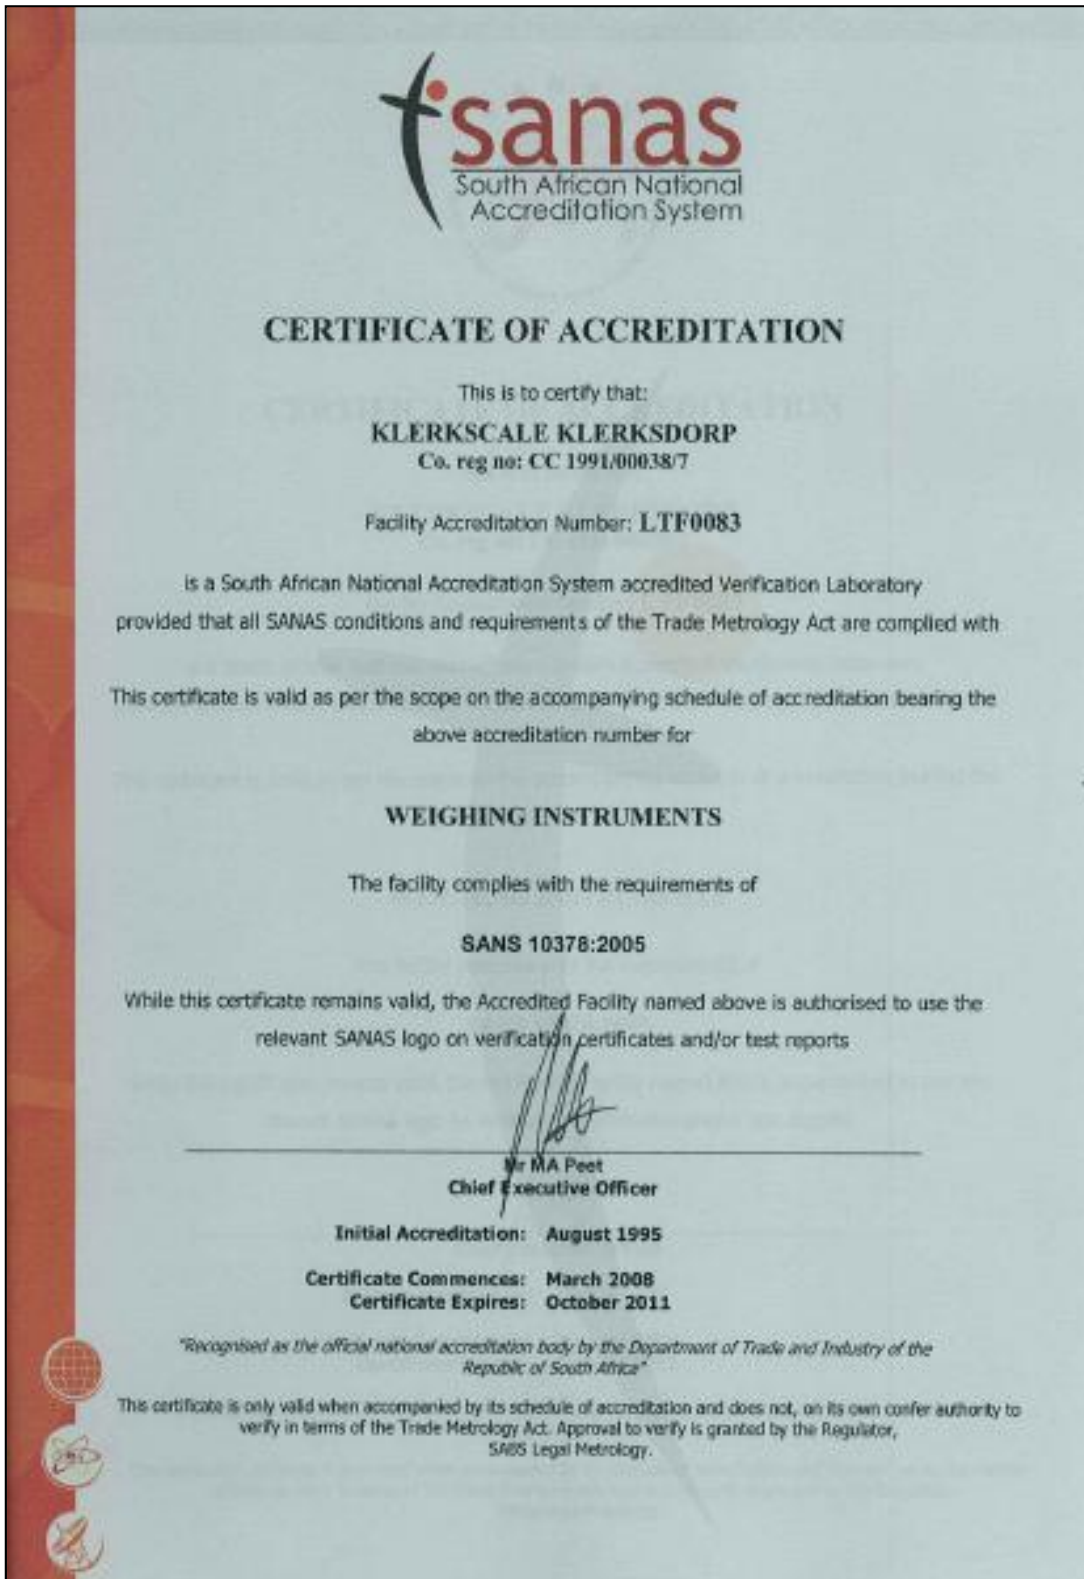 sanas
South African National
Accreditation System
CERTIFICATE OF ACCREDITATION
This is to certify that:
KLERKSCALE KLERKSDORP
Co. reg no: CC 1991/00038/7
Facility Accreditation Number: LTF0083
is a South African National Accreditation System accredited Verification Laboratory
provided that all SANAS conditions and requirements of the Trade Metrology Act are complied with
This certificate is valid as per the scope on the accompanying schedule of accreditation bearing the
above accreditation number for
WEIGHING INSTRUMENTS
The facility complies with the requirements of
SANS 10378:2005
While this certificate remains valid, the Accredited Facility named above is authorised to use the
relevant SANAS logo on verification certificates and/or test reports
Mr MA Peet
Chief Executive Officer
Initial Accreditation: August 1995
Certificate Commences: March 2008
Certificate Expires: October 2011
"Recognised as the official national accreditation body by the Department of Trade and Industry of the
Republic of South Africa"
This certificate is only valid when accompanied by its schedule of accreditation and does not, on its own confer authority to
verify in terms of the Trade Metrology Act. Approval to verify is granted by the Regulator,
SABS Legal Metrology.